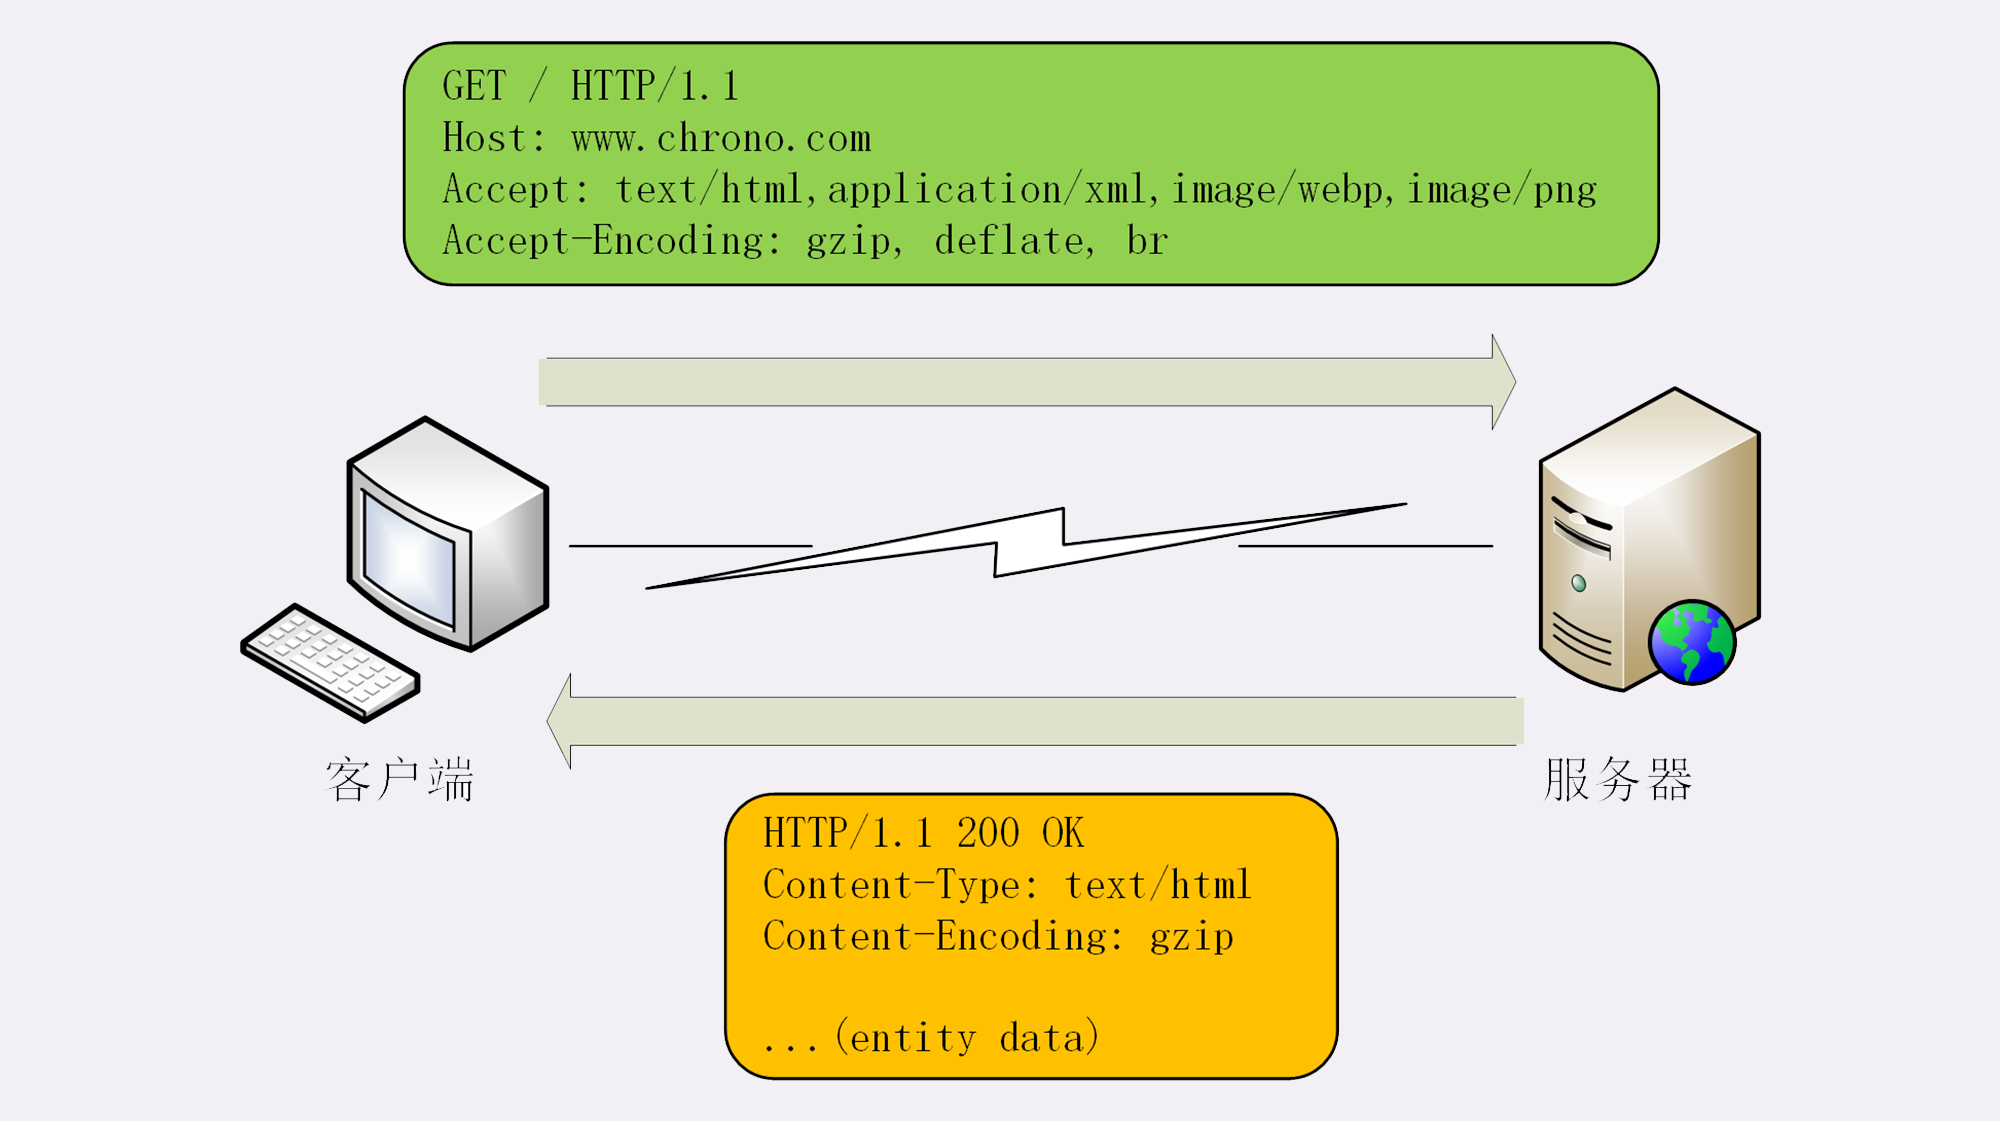 GET / HTTP/1.1
Host: www.chrono.com
Accept: text/html,application/xml,image/webp,image/png
Accept-Encoding: gzip, deflate, br
客户端
服务器
HTTP/1.1 200 OK
Content-Type: text/html
Content-Encoding: gzip
...(entity data)